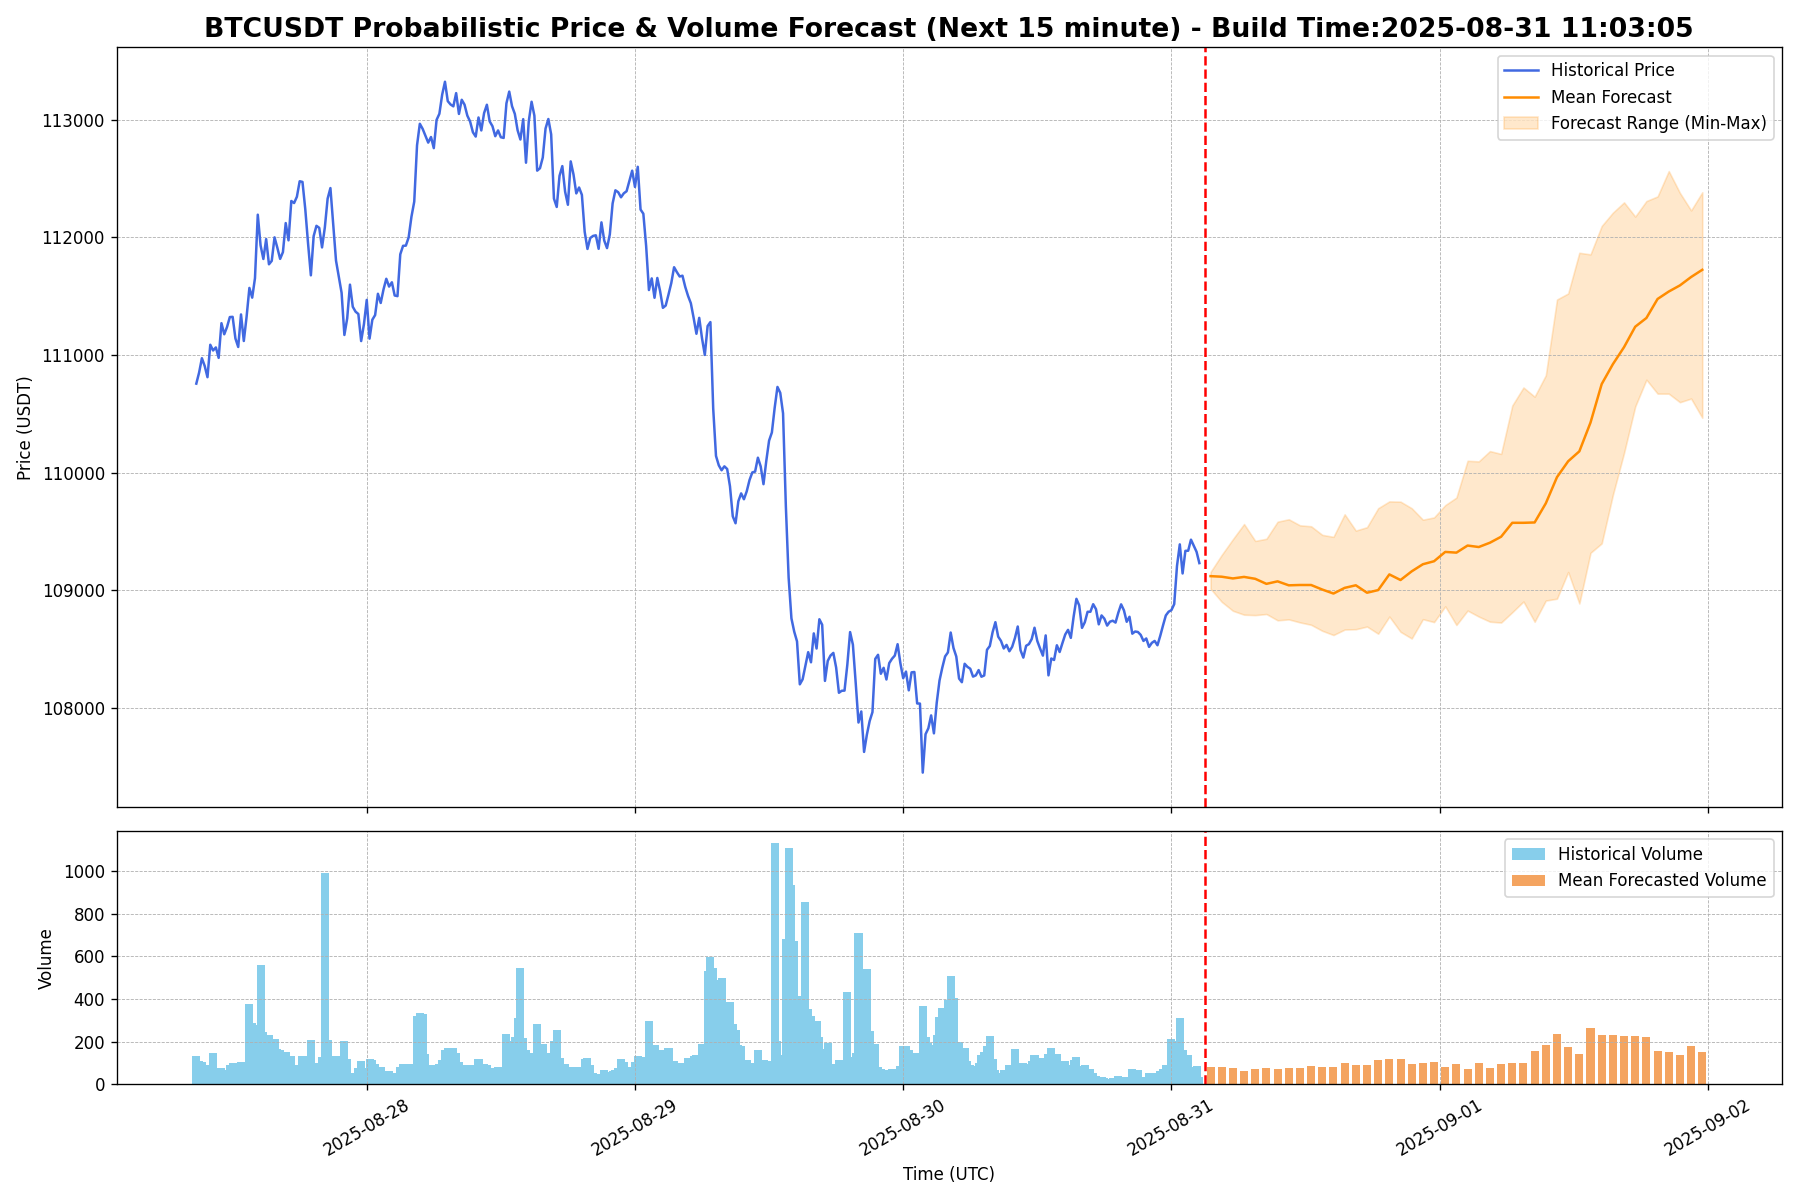 BTCUSDT Probabilistic Price & Volume Forecast (Next 15 minute) - Build Time:2025-08-31 11:03:05
Historical Price
Mean Forecast
Forecast Range (Min-Max)
Price (USDT)
113000
112000
111000
110000
109000
108000
Historical Volume
Mean Forecasted Volume
Volume
1000
800
600
400
200
0
2025-08-28
2025-08-29
2025-08-30
2025-08-31
2025-09-01
2025-09-02
Time (UTC)